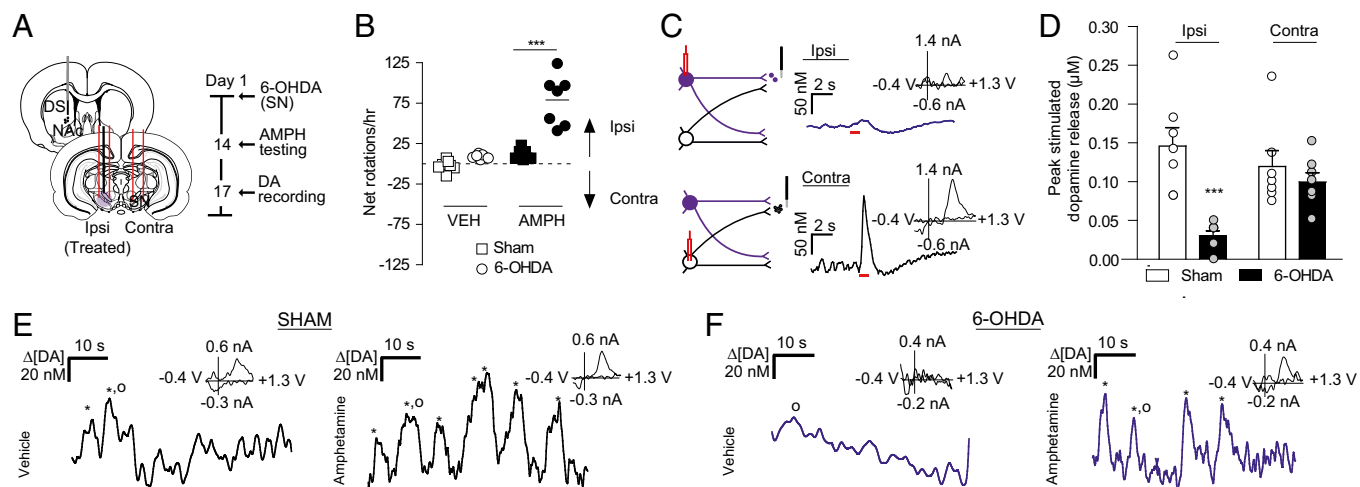 A
DSt
NAc
SN
Ipsi
Contra
(Treated)
Day 1
6-OHDA
(SN)
14
AMPH
testing
17
DA
recording
B
***
Net rotations/hr
125
75
25
-25
-75
-125
Ipsi
Contra
VEH
AMPH
Sham
6-OHDA
C
Ipsi
1.4 nA
-0.4 V
+1.3 V
-0.6 nA
2 s
50 nM
Contra
1.4 nA
-0.4 V
+1.3 V
-0.6 nA
2 s
50 nM
D
Peak stimulated
dopamine release (µM)
0.30
0.25
0.20
0.15
0.10
0.05
0.00
Ipsi
Contra
***
Sham
6-OHDA
E
SHAM
10 s
Δ[DA]
20 nM
0.6 nA
-0.4 V
+1.3 V
-0.3 nA
*
*,o
Vehicle
10 s
Δ[DA]
20 nM
0.6 nA
-0.4 V
+1.3 V
-0.3 nA
*
*,o
*
*
*
*
*
Amphetamine
F
6-OHDA
10 s
Δ[DA]
20 nM
0.4 nA
-0.4 V
+1.3 V
-0.2 nA
o
Vehicle
10 s
Δ[DA]
20 nM
0.4 nA
-0.4 V
+1.3 V
-0.2 nA
*
*,o
*
*
Amphetamine